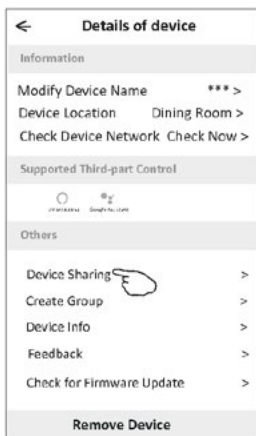 ← Details of device
Information
Modify Device Name *** >
Device Location Dining Room >
Check Device Network Check Now >
Supported Third-part Control
Others
Device Sharing >
Create Group >
Device Info >
Feedback >
Check for Firmware Update >
Remove Device